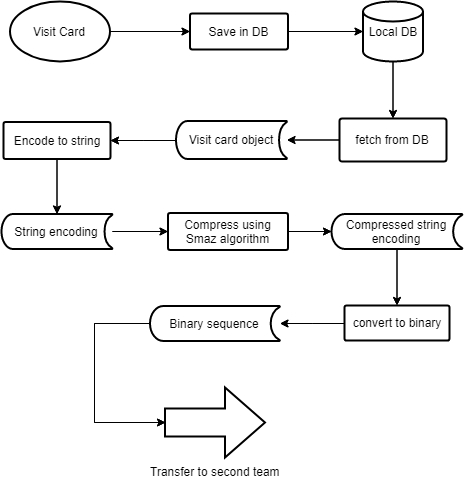 Visit Card
Save in DB
Local DB
Encode to string
Visit card object
fetch from DB
String encoding
Compress using
Smaz algorithm
Compressed string
encoding
Binary sequence
convert to binary
Transfer to second team